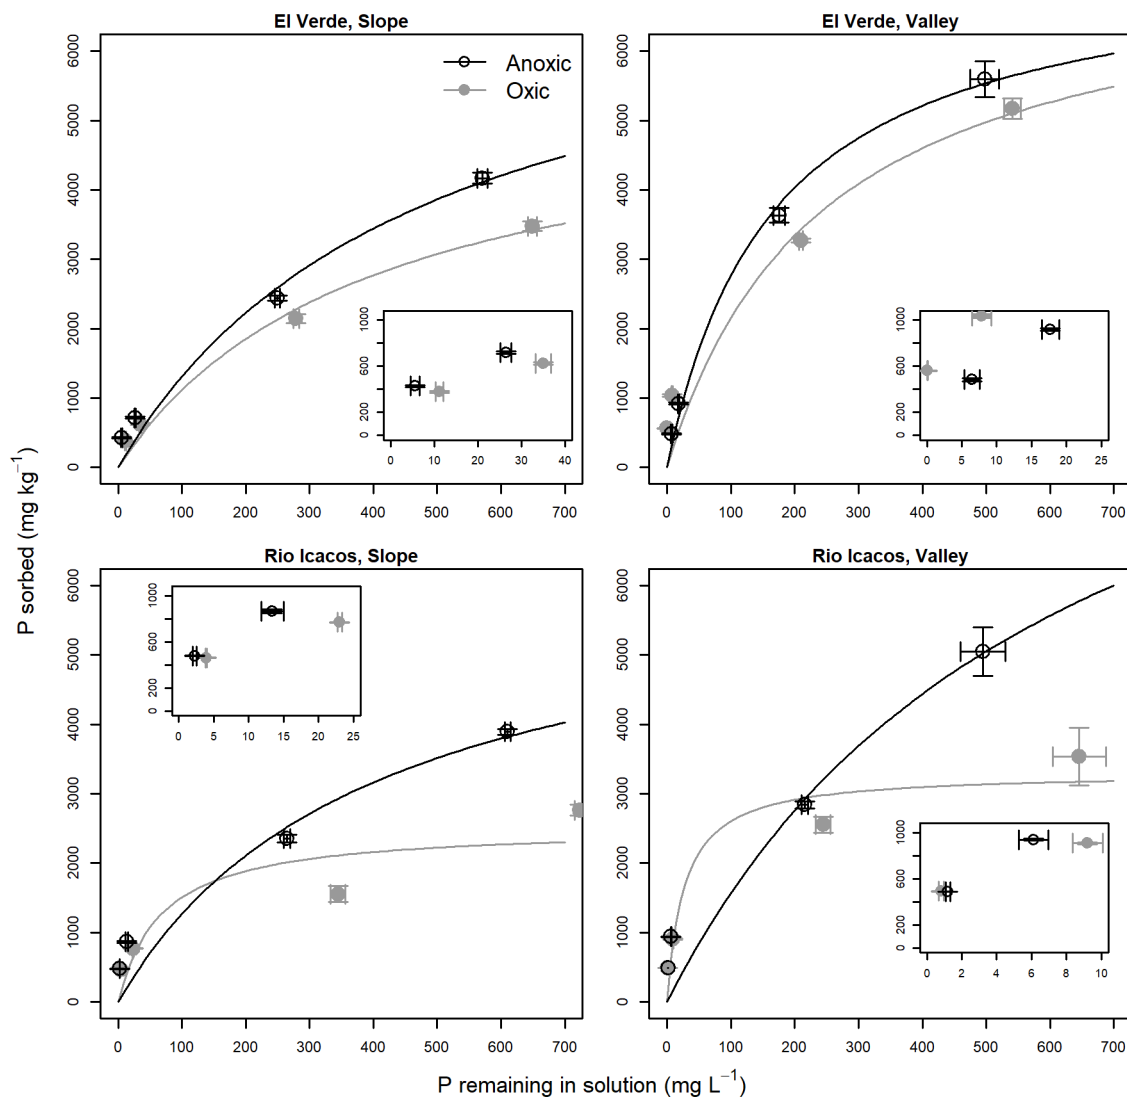 El Verde, Slope
El Verde, Valley
Anoxic
Oxic
0 1000 2000 3000 4000 5000 6000
0 100 200 300 400 500 600 700
0 200 600 1000
0 10 20 30 40
0 1000 2000 3000 4000 5000 6000
0 100 200 300 400 500 600 700
0 200 600 1000
0 5 10 15 20 25
P sorbed (mg kg⁻¹)
Rio Icacos, Slope
Rio Icacos, Valley
0 1000 2000 3000 4000 5000 6000
0 100 200 300 400 500 600 700
0 200 600 1000
0 5 10 15 20 25
0 1000 2000 3000 4000 5000 6000
0 100 200 300 400 500 600 700
0 200 600 1000
0 2 4 6 8 10
P remaining in solution (mg L⁻¹)